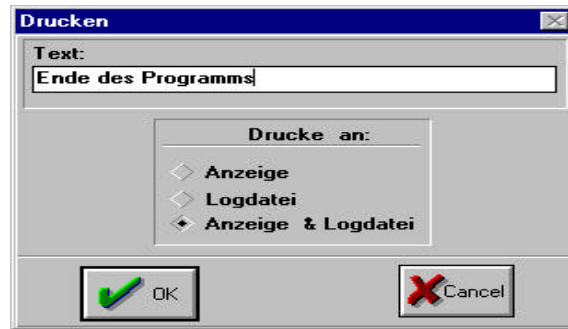 Drucken
Text:
Ende des Programms
Drucke an:
Anzeige
Logdatei
Anzeige & Logdatei
OK
Cancel